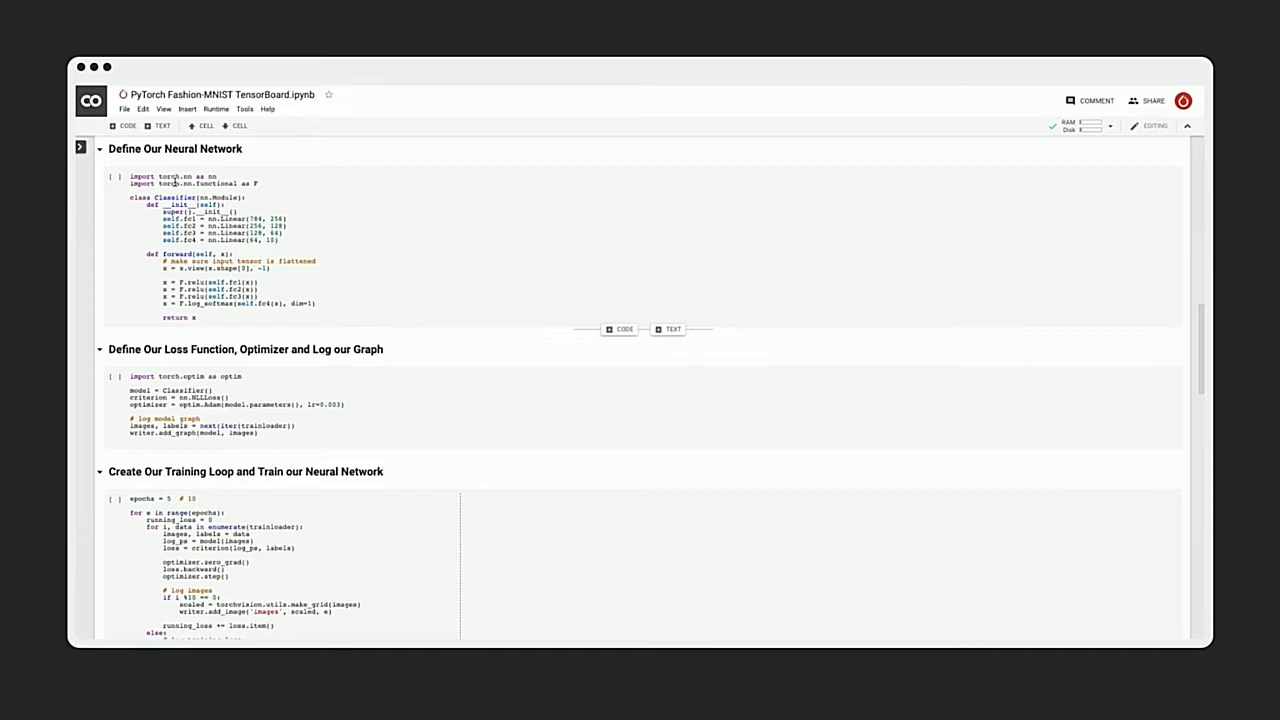 PyTorch Fashion-MNIST TensorBoard.ipynb
CO
File Edit View Insert Runtime Tools Help
COMMENT SHARE
CODE TEXT CELL CELL
RAM
Disk
EDITING
Define Our Neural Network
[ ] import torch.nn as nn
import torch.nn.functional as F
class Classifier(nn.Module):
def __init__(self):
super().__init__()
self.fc1 = nn.Linear(784, 256)
self.fc2 = nn.Linear(256, 128)
self.fc3 = nn.Linear(128, 64)
self.fc4 = nn.Linear(64, 10)
def forward(self, x):
# make sure input tensor is flattened
x = x.view(x.shape[0], -1)
x = F.relu(self.fc1(x))
x = F.relu(self.fc2(x))
x = F.relu(self.fc3(x))
x = F.log_softmax(self.fc4(x), dim=1)
return x
CODE TEXT
Define Our Loss Function, Optimizer and Log our Graph
[ ] import torch.optim as optim
model = Classifier()
criterion = nn.NLLLoss()
optimizer = optim.Adam(model.parameters(), lr=0.003)
# log model graph
images, labels = next(iter(trainloader))
writer.add_graph(model, images)
Create Our Training Loop and Train our Neural Network
[ ] epochs = 5 # 10
for e in range(epochs):
running_loss = 0
for i, data in enumerate(trainloader):
images, labels = data
log_ps = model(images)
loss = criterion(log_ps, labels)
optimizer.zero_grad()
loss.backward()
optimizer.step()
# log images
if i %10 == 0:
scaled = torchvision.utils.make_grid(images)
writer.add_image('images', scaled, e)
running_loss += loss.item()
else: